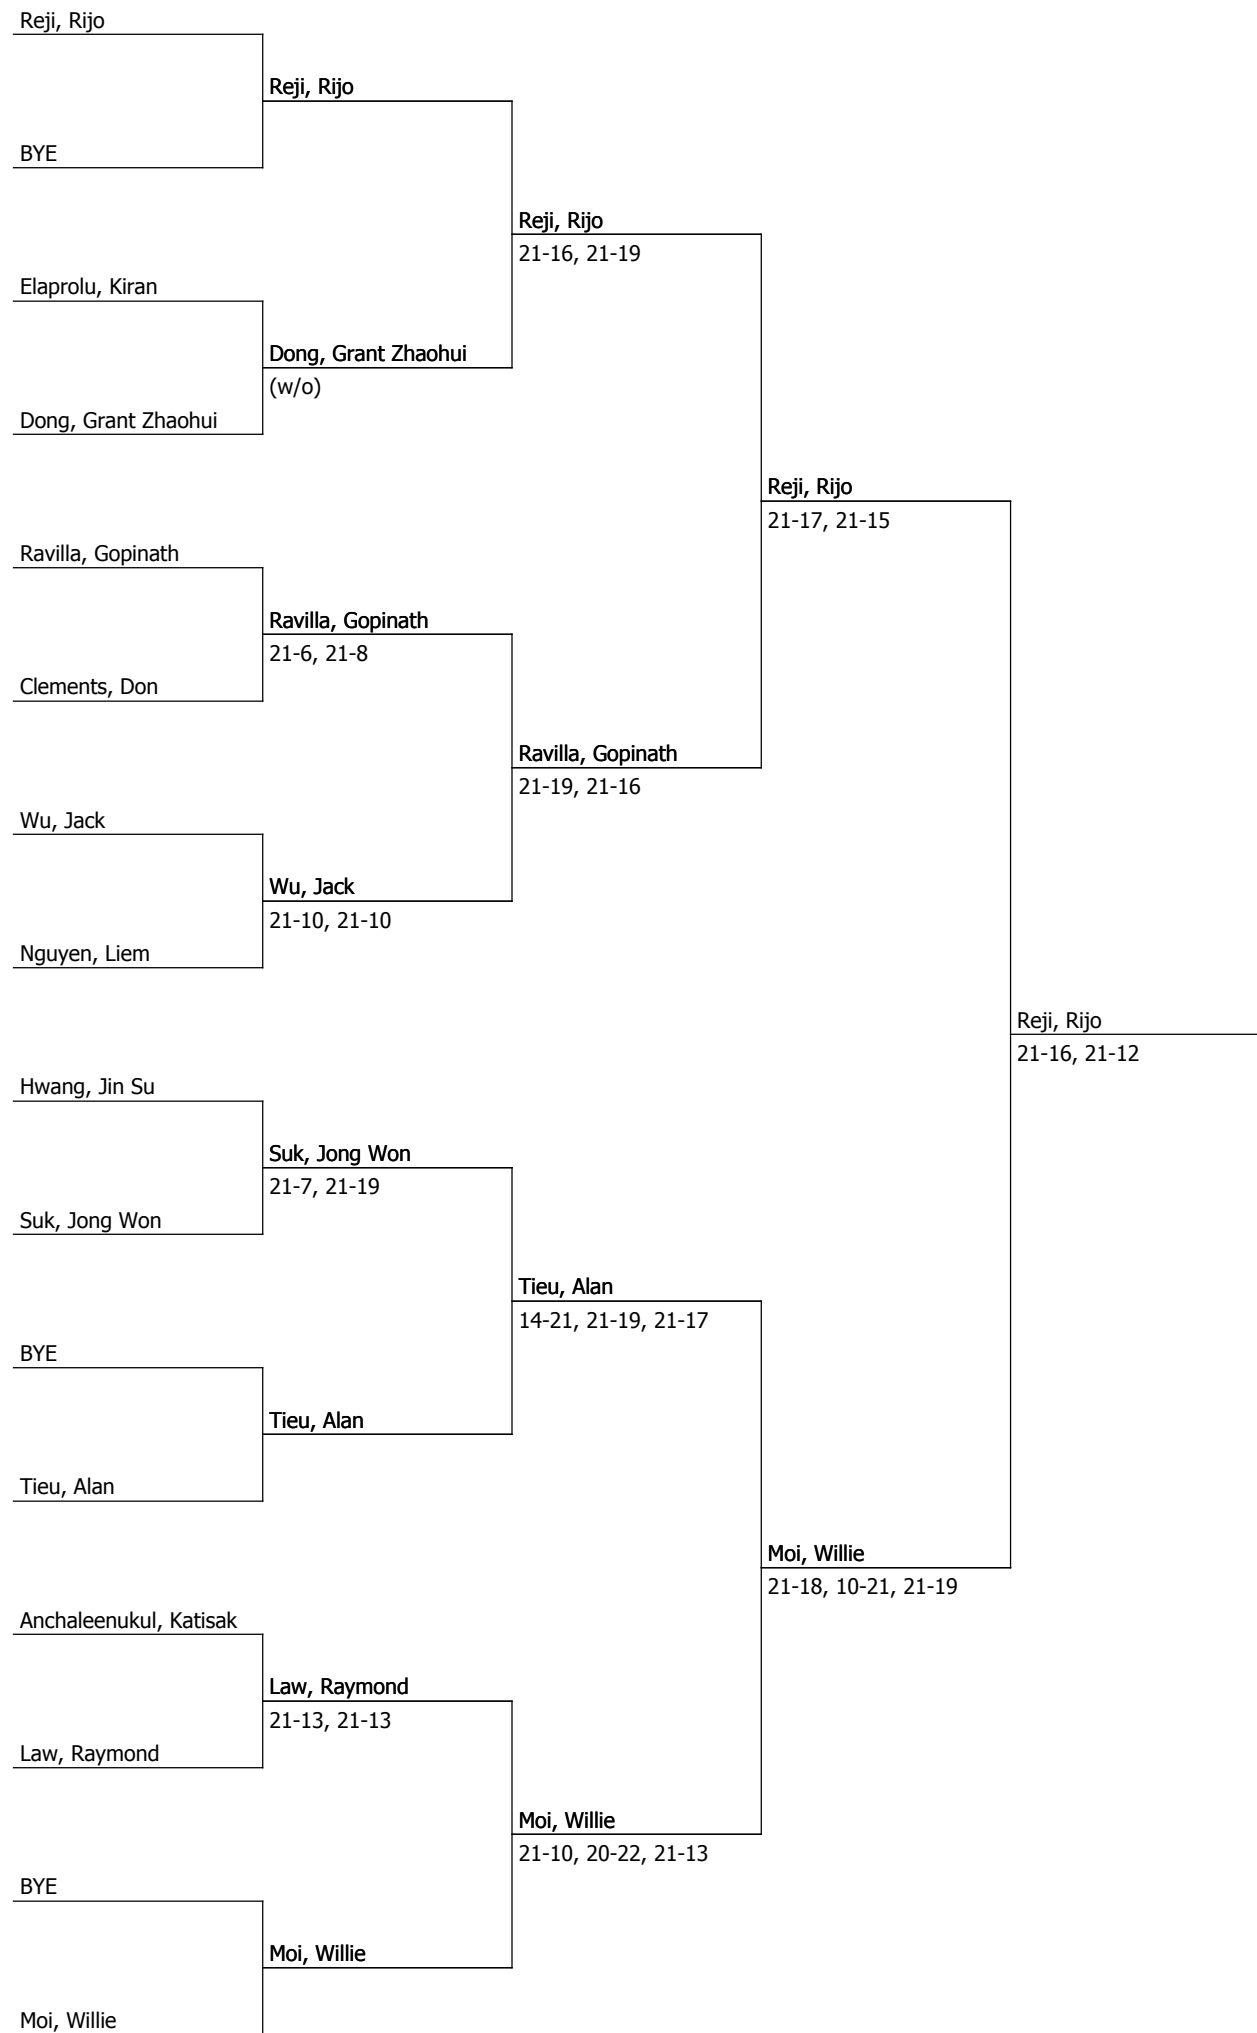 Reji, Rijo
Reji, Rijo
BYE
Reji, Rijo
21-16, 21-19
Elaprolu, Kiran
Dong, Grant Zhaohui
(w/o)
Dong, Grant Zhaohui
Reji, Rijo
21-17, 21-15
Ravilla, Gopinath
Ravilla, Gopinath
21-6, 21-8
Clements, Don
Ravilla, Gopinath
21-19, 21-16
Wu, Jack
Wu, Jack
21-10, 21-10
Nguyen, Liem
Reji, Rijo
21-16, 21-12
Hwang, Jin Su
Suk, Jong Won
21-7, 21-19
Suk, Jong Won
Tieu, Alan
14-21, 21-19, 21-17
BYE
Tieu, Alan
Tieu, Alan
Moi, Willie
21-18, 10-21, 21-19
Anchaleenukul, Katisak
Law, Raymond
21-13, 21-13
Law, Raymond
Moi, Willie
21-10, 20-22, 21-13
BYE
Moi, Willie
Moi, Willie